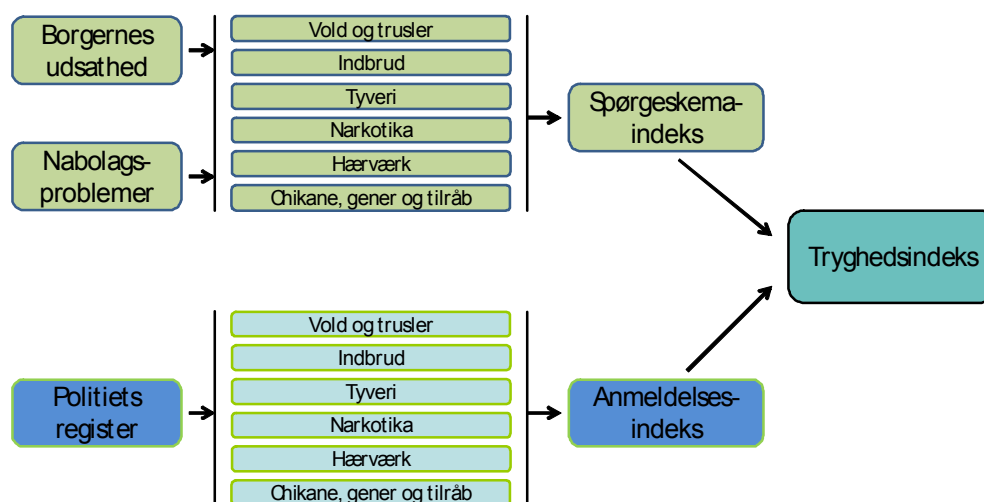 Borgernes
udsathed
Nabolags-
problemer
Vold og trusler
Indbrud
Tyveri
Narkotika
Hærværk
Chikane, gener og tilråb
Spørgeskema-
indeks
Tryghedsindeks
Politiets
register
Vold og trusler
Indbrud
Tyveri
Narkotika
Hærværk
Chikane, gener og tilråb
Anmeldelses-
indeks